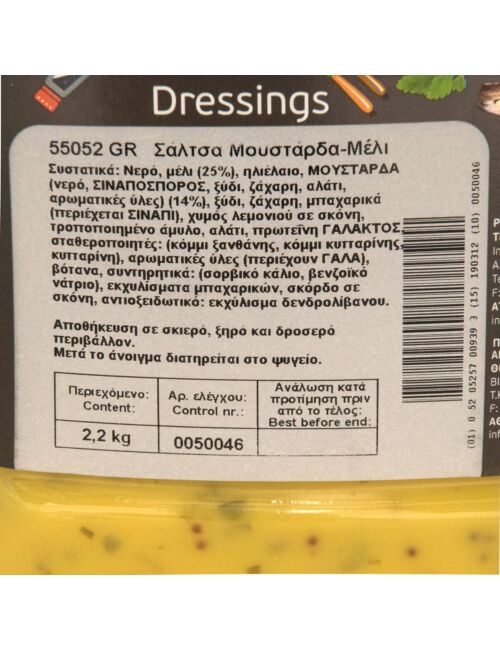 Dressings
55052 GR Σαλτσα Μουσταρδα-Μέλι
Συστατικά: Νερό, μέλι (25%), ηλιέλαιο, ΜΟΥΣΤΑΡΔΑ
(νερό, ΣΙΝΑΠΟΣΠΟΡΟΣ, ξύδι, ζάχαρη, αλάτι,
αρωματικές ύλες) (14%), ξύδι, ζάχαρη, μπαχαρικά
(περιέχεται ΣΙΝΑΠΙ), χυμός λεμονιού σε σκόνη,
τροποποιημένο άμυλο, αλάτι, πρωτεΐνη ΓΑΛΑΚΤΟΣ,
σταθεροποιητές: (κόμμι ξανθάνης, κόμμι κυτταρίνης,
κυτταρίνη), αρωματικές ύλες (περιέχουν ΓΑΛΑ),
βότανα, συντηρητικά: (σορβικό κάλιο, βενζοϊκό
νάτριο), εκχυλίσματα μπαχαρικών, σκόρδο σε
σκόνη, αντιοξειδωτικό: εκχύλισμα δενδρολίβανου.
Αποθήκευση σε σκιερό, ξηρό και δροσερό
περιβάλλον.
Μετά το άνοιγμα διατηρείται στο ψυγείο.
Περιεχόμενο:
Content:
Αρ. ελέγχου:
Control nr.:
Ανάλωση κατά
προτίμηση πριν
από το τέλος:
Best before end:
2,2 kg
0050046
(01) 0 52 05257 00939 3 (15) 190312 (10) 0050046